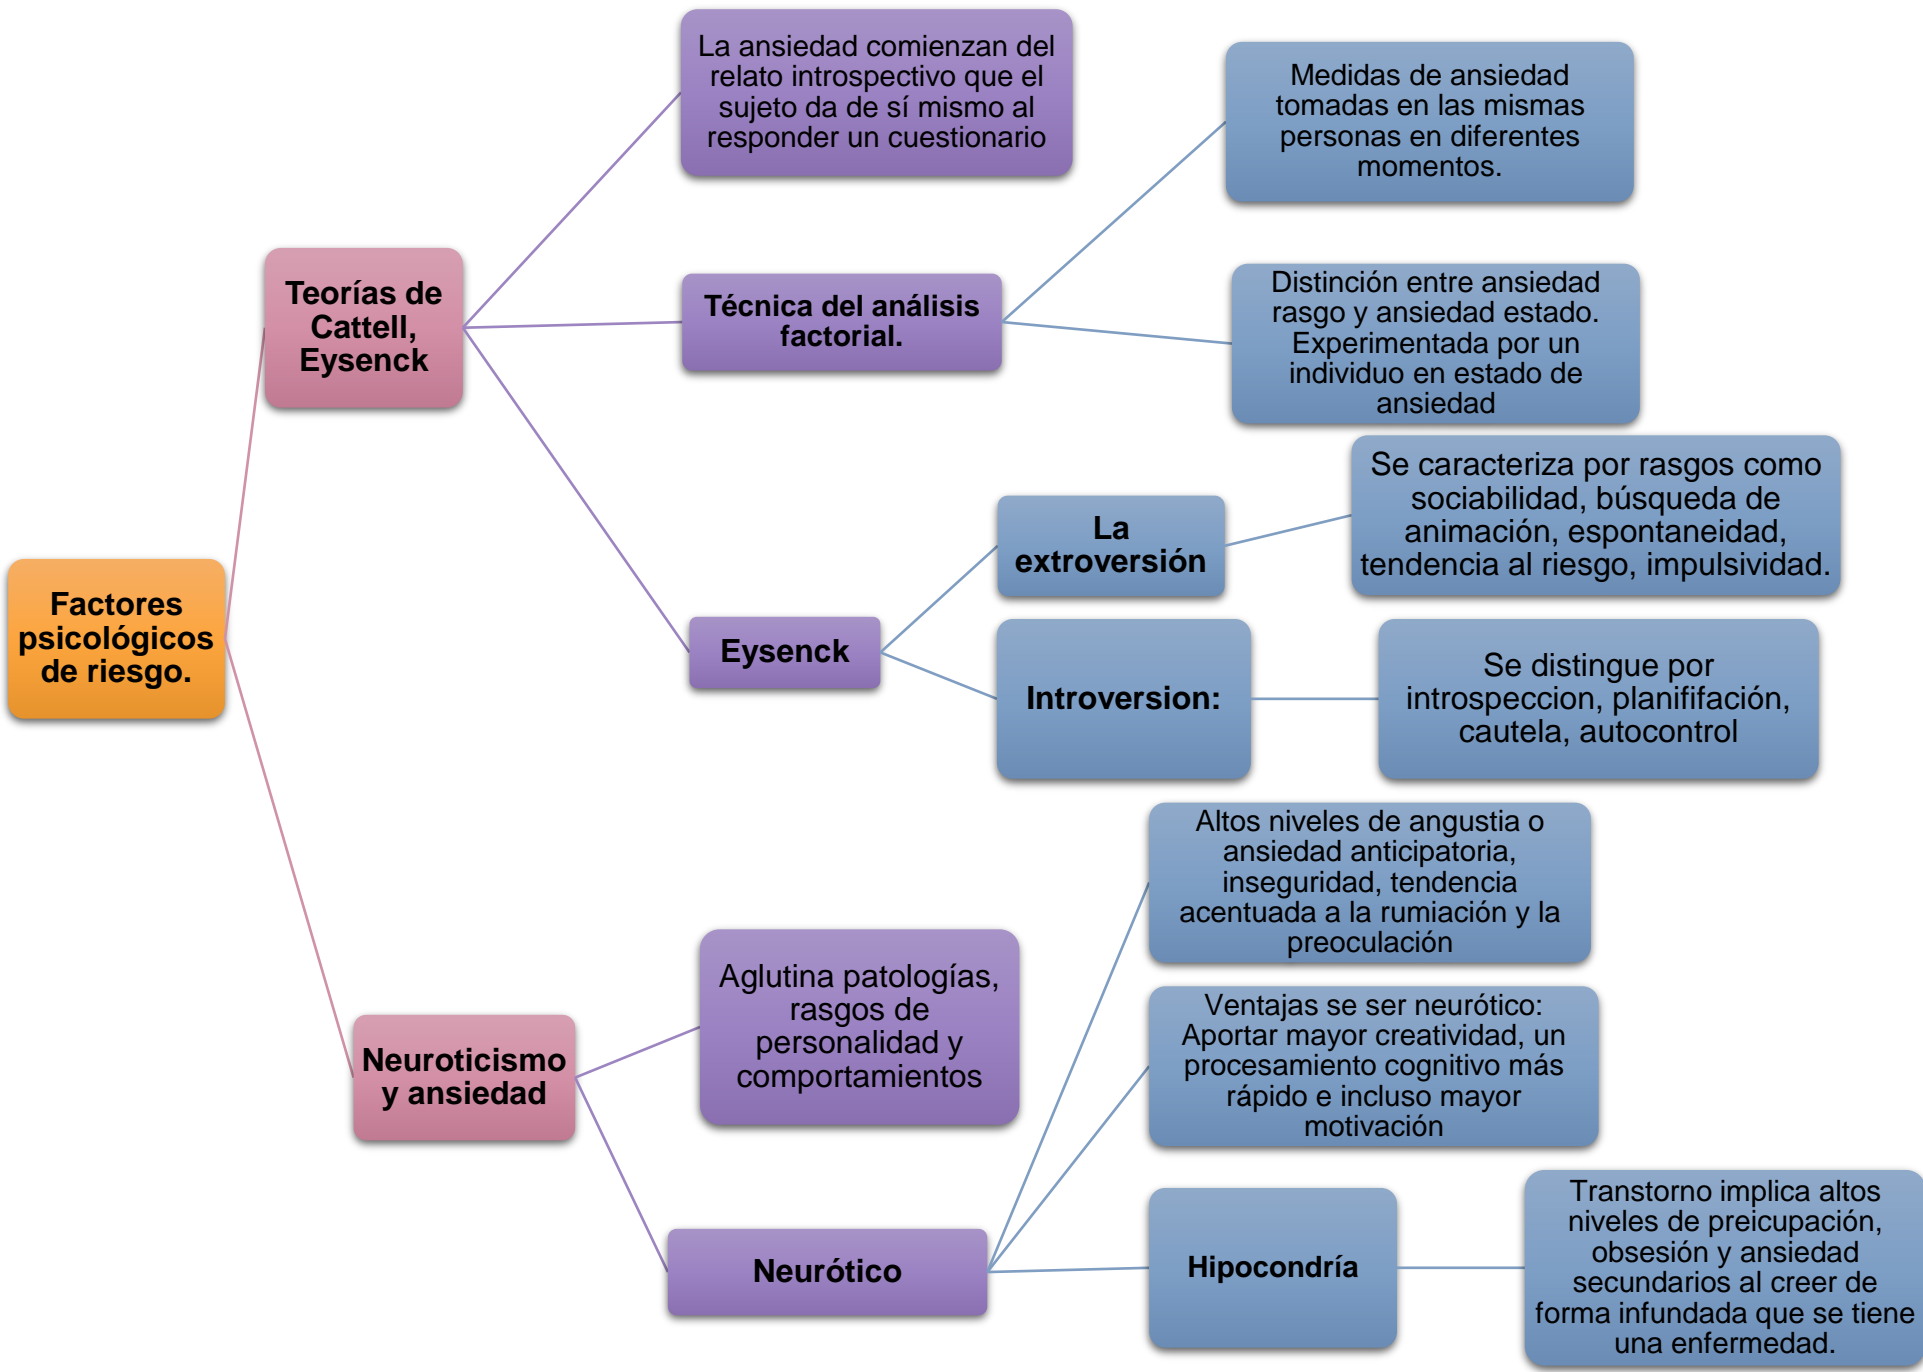 Factores
psicológicos
de riesgo.
Teorías de
Cattell,
Eysenck
La ansiedad comienzan del
relato introspectivo que el
sujeto da de sí mismo al
responder un cuestionario
Técnica del análisis
factorial.
Medidas de ansiedad
tomadas en las mismas
personas en diferentes
momentos.
Distinción entre ansiedad
rasgo y ansiedad estado.
Experimentada por un
individuo en estado de
ansiedad
Eysenck
La
extroversión
Se caracteriza por rasgos como
sociabilidad, búsqueda de
animación, espontaneidad,
tendencia al riesgo, impulsividad.
Introversion:
Se distingue por
introspeccion, planififación,
cautela, autocontrol
Neuroticismo
y ansiedad
Aglutina patologías,
rasgos de
personalidad y
comportamientos
Neurótico
Altos niveles de angustia o
ansiedad anticipatoria,
inseguridad, tendencia
acentuada a la rumiación y la
preoculación
Ventajas se ser neurótico:
Aportar mayor creatividad, un
procesamiento cognitivo más
rápido e incluso mayor
motivación
Hipocondría
Transtorno implica altos
niveles de preicupación,
obsesión y ansiedad
secundarios al creer de
forma infundada que se tiene
una enfermedad.